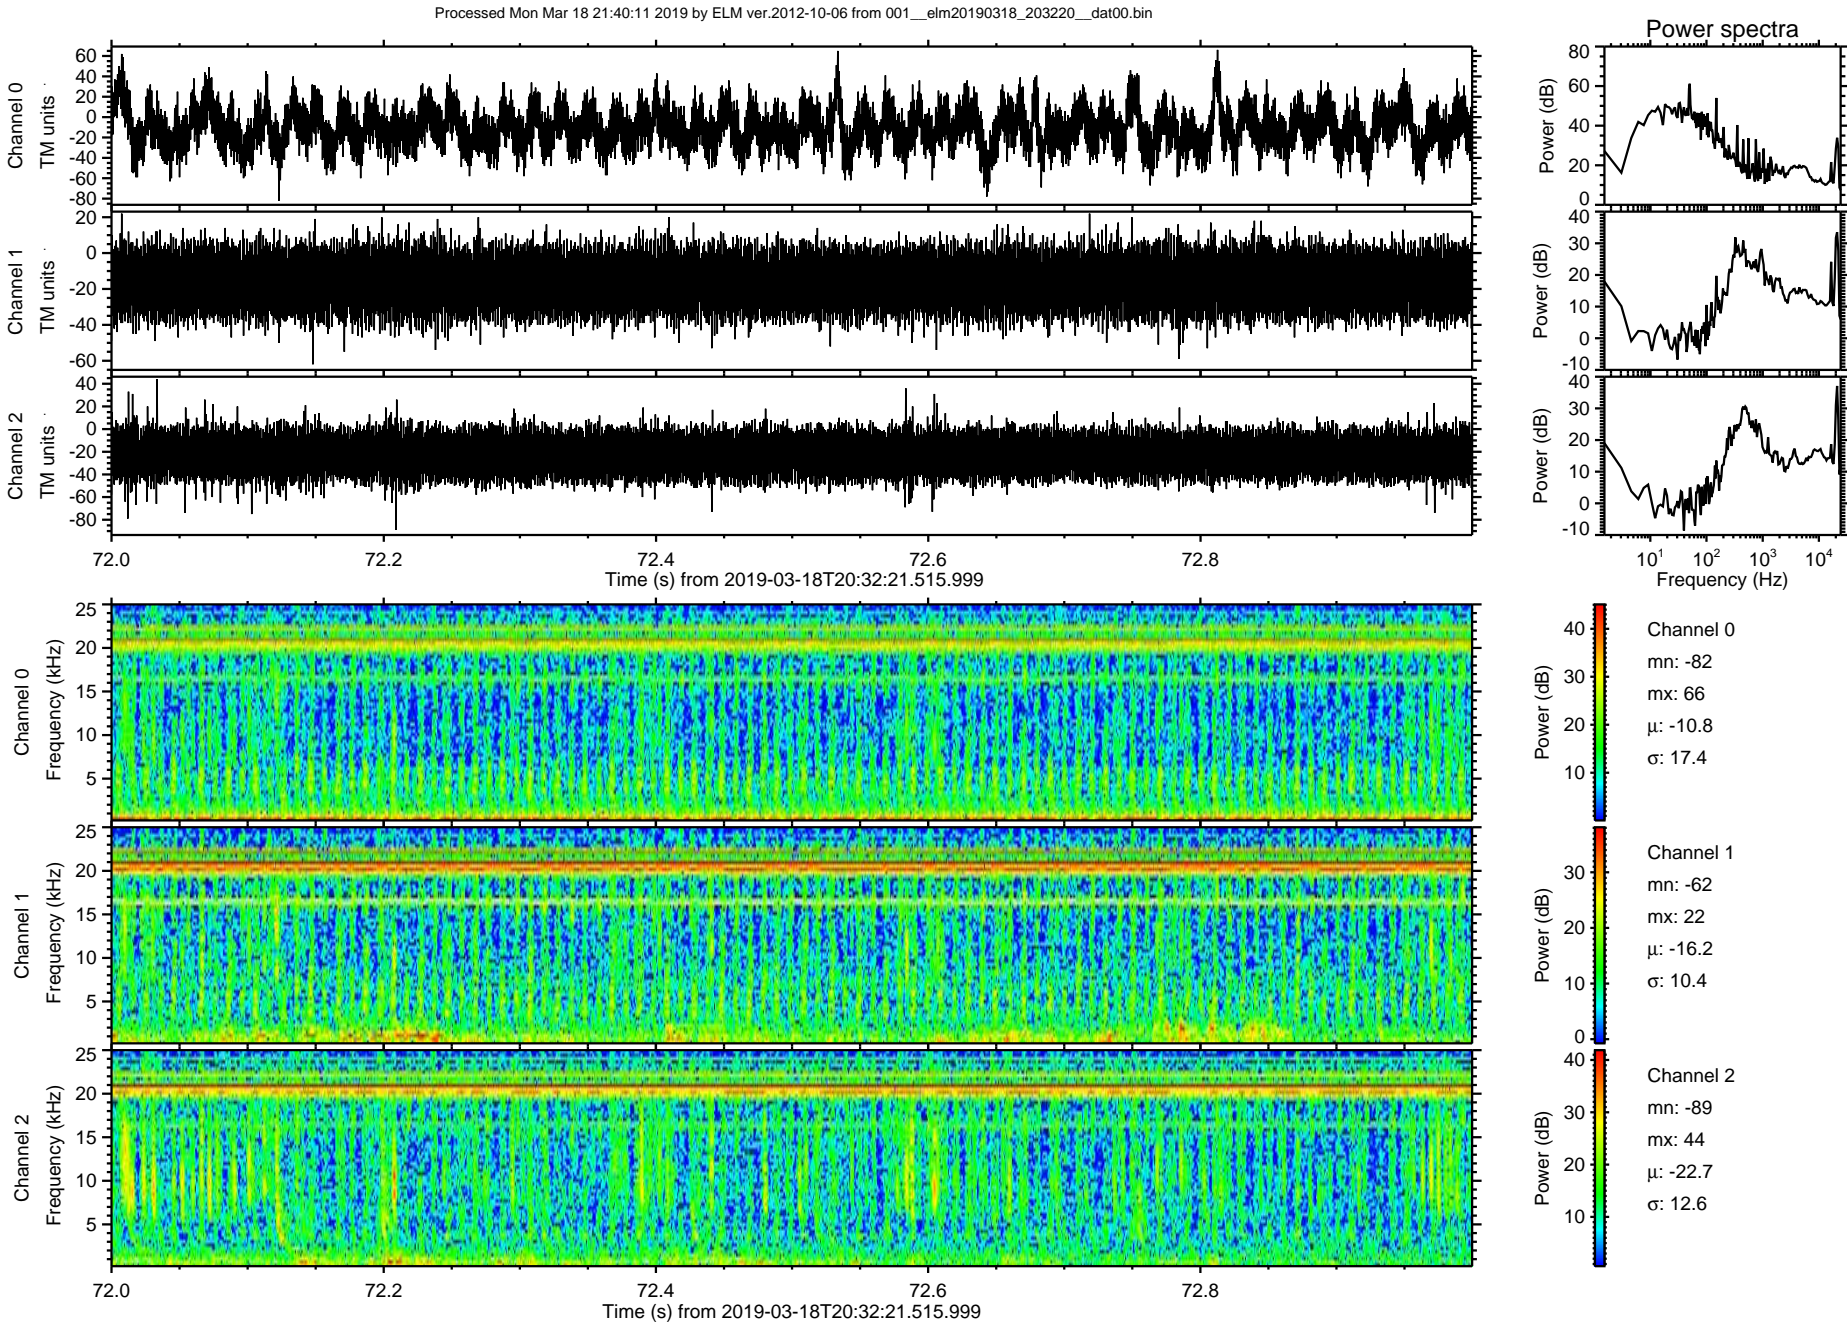 Processed Mon Mar 18 21:40:11 2019 by ELM ver.2012-10-06 from 001__elm20190318_203220__dat00.bin
Power spectra
Channel 0
TM units
60
40
20
0
-20
-40
-60
-80
Power (dB)
80
60
40
20
0
Channel 1
TM units
20
0
-20
-40
-60
Power (dB)
40
30
20
10
0
-10
Channel 2
TM units
40
20
0
-20
-40
-60
-80
Power (dB)
40
30
20
10
0
-10
72.0 72.2 72.4 72.6 72.8
Time (s) from 2019-03-18T20:32:21.515.999
10^1 10^2 10^3 10^4
Frequency (Hz)
Channel 0
Frequency (kHz)
25
20
15
10
5
Power (dB)
40
30
20
10
Channel 0
mn: -82
mx: 66
μ: -10.8
σ: 17.4
Channel 1
Frequency (kHz)
25
20
15
10
5
Power (dB)
30
20
10
0
Channel 1
mn: -62
mx: 22
μ: -16.2
σ: 10.4
Channel 2
Frequency (kHz)
25
20
15
10
5
Power (dB)
40
30
20
10
Channel 2
mn: -89
mx: 44
μ: -22.7
σ: 12.6
72.0 72.2 72.4 72.6 72.8
Time (s) from 2019-03-18T20:32:21.515.999